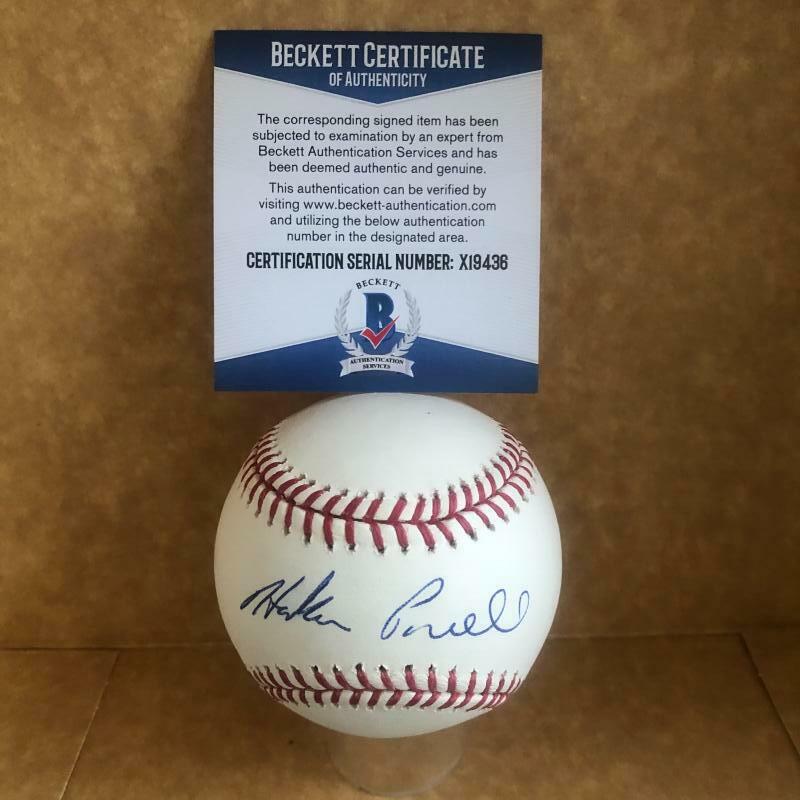 BECKETT CERTIFICATE
OF AUTHENTICITY
The corresponding signed item has been
subjected to examination by an expert from
Beckett Authentication Services and has
been deemed authentic and genuine.
This authentication can be verified by
visiting www.beckett-authentication.com
and utilizing the below authentication
number in the designated area.
CERTIFICATION SERIAL NUMBER: X19436
BECKETT
B
AUTHENTICATION
SERVICES
Hosken Powell